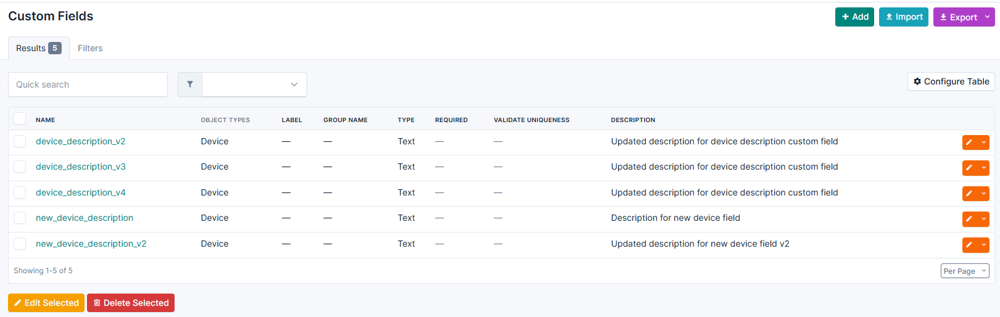 Custom Fields
Add Import Export
Results 5 Filters
Quick search
Configure Table
NAME OBJECT TYPES LABEL GROUP NAME TYPE REQUIRED VALIDATE UNIQUENESS DESCRIPTION
device_description_v2 Device — — Text — — Updated description for device description custom field
device_description_v3 Device — — Text — — Updated description for device description custom field
device_description_v4 Device — — Text — — Updated description for device description custom field
new_device_description Device — — Text — — Description for new device field
new_device_description_v2 Device — — Text — — Updated description for new device field v2
Showing 1-5 of 5 Per Page
Edit Selected Delete Selected